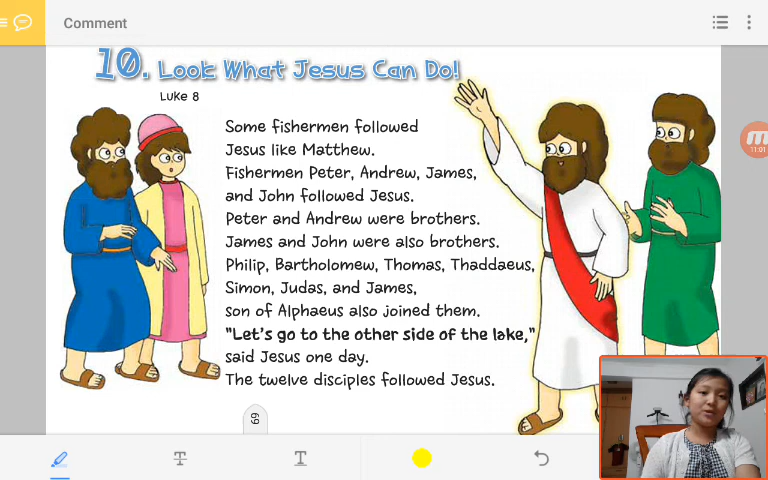 Comment
10. Look What Jesus Can Do!
Luke 8
Some fishermen followed
Jesus like Matthew.
Fishermen Peter, Andrew, James,
and John followed Jesus.
Peter and Andrew were brothers.
James and John were also brothers.
Philip, Bartholomew, Thomas, Thaddaeus,
Simon, Judas, and James,
son of Alphaeus also joined them.
"Let's go to the other side of the lake,"
said Jesus one day.
The twelve disciples followed Jesus.
69
M
11:01
T
T